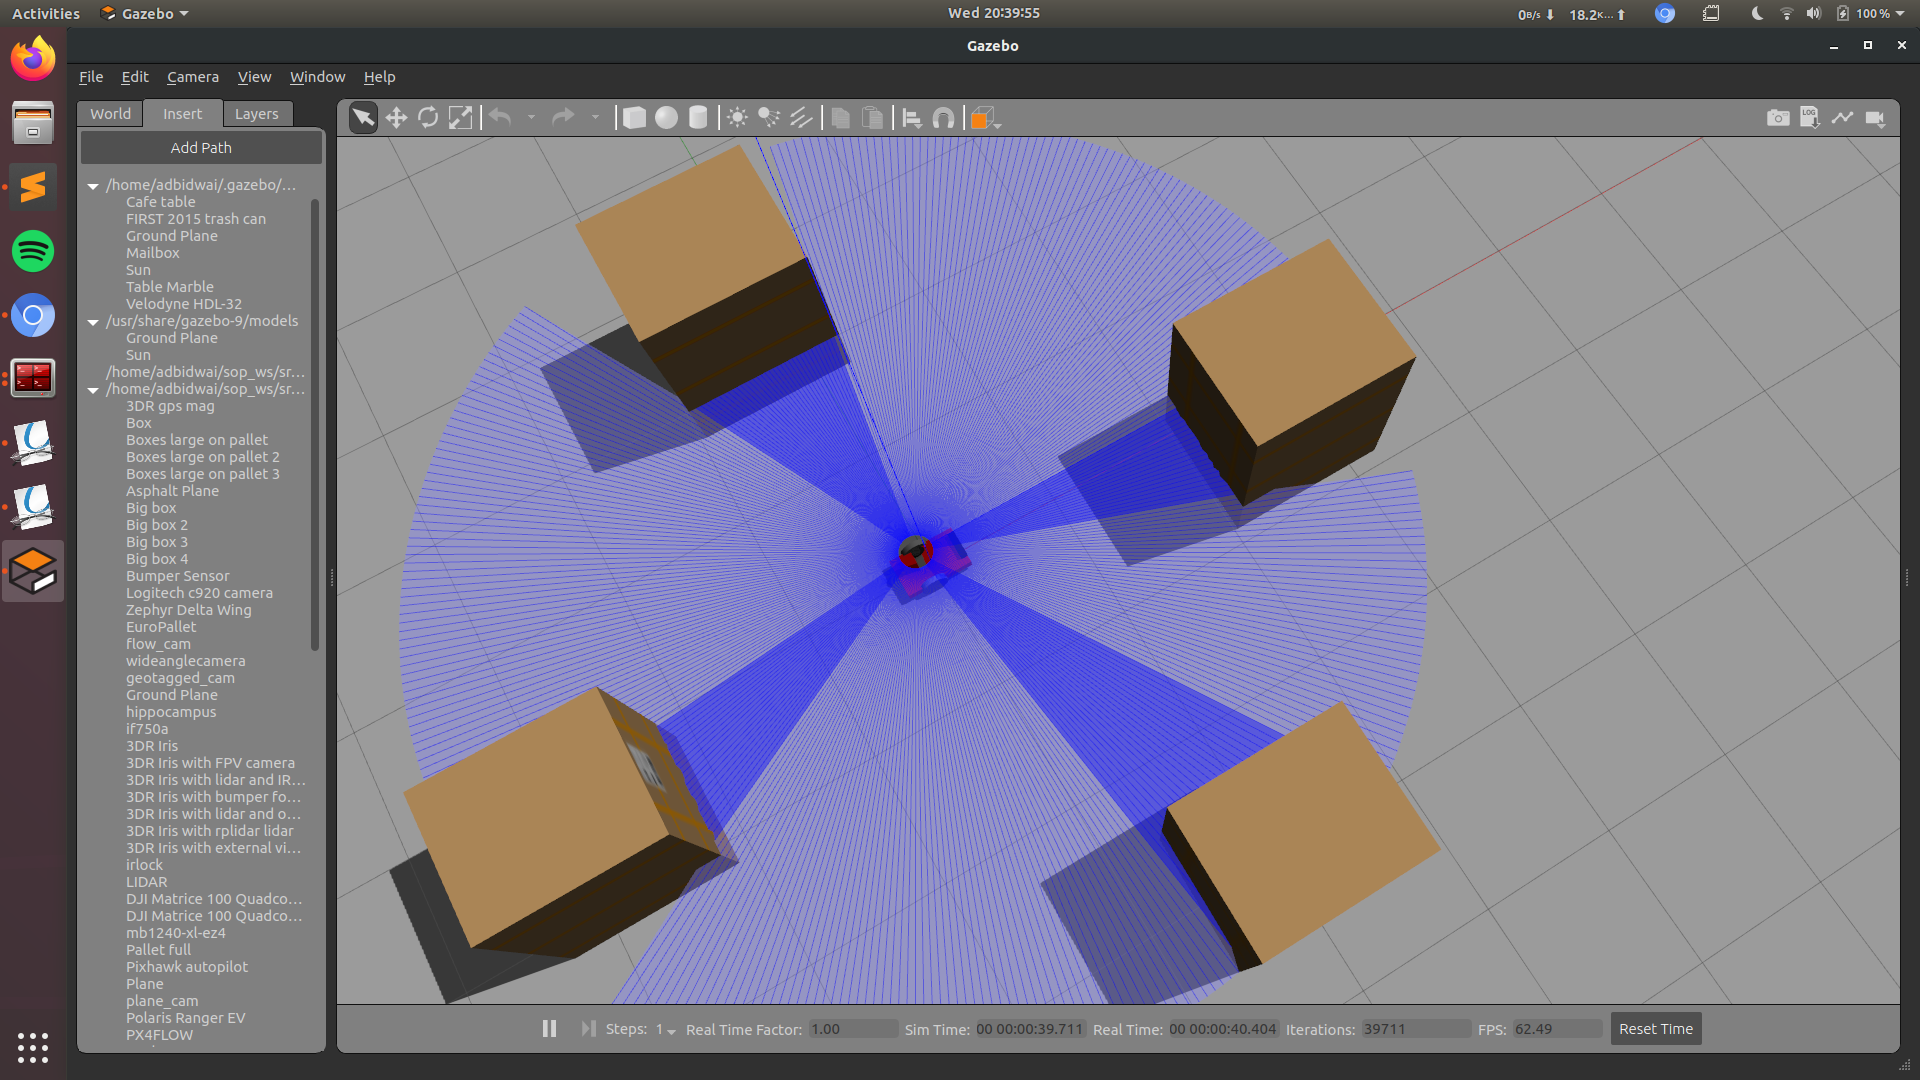 Activities
Gazebo
Wed 20:39:55
0B/s
18.2K...
100 %
Gazebo
File Edit Camera View Window Help
World Insert Layers
Add Path
/home/adbidwai/.gazebo/...
Cafe table
FIRST 2015 trash can
Ground Plane
Mailbox
Sun
Table Marble
Velodyne HDL-32
/usr/share/gazebo-9/models
Ground Plane
Sun
/home/adbidwai/sop_ws/sr...
/home/adbidwai/sop_ws/sr...
3DR gps mag
Box
Boxes large on pallet
Boxes large on pallet 2
Boxes large on pallet 3
Asphalt Plane
Big box
Big box 2
Big box 3
Big box 4
Bumper Sensor
Logitech c920 camera
Zephyr Delta Wing
EuroPallet
flow_cam
wideanglecamera
geotagged_cam
Ground Plane
hippocampus
if750a
3DR Iris
3DR Iris with FPV camera
3DR Iris with lidar and IR...
3DR Iris with bumper fo...
3DR Iris with lidar and o...
3DR Iris with rplidar lidar
3DR Iris with external vi...
irlock
LIDAR
DJI Matrice 100 Quadco...
DJI Matrice 100 Quadco...
mb1240-xl-ez4
Pallet full
Pixhawk autopilot
Plane
plane_cam
Polaris Ranger EV
PX4FLOW
LOG
Steps: 1 Real Time Factor: 1.00 Sim Time: 00 00:00:39.711 Real Time: 00 00:00:40.404 Iterations: 39711 FPS: 62.49 Reset Time